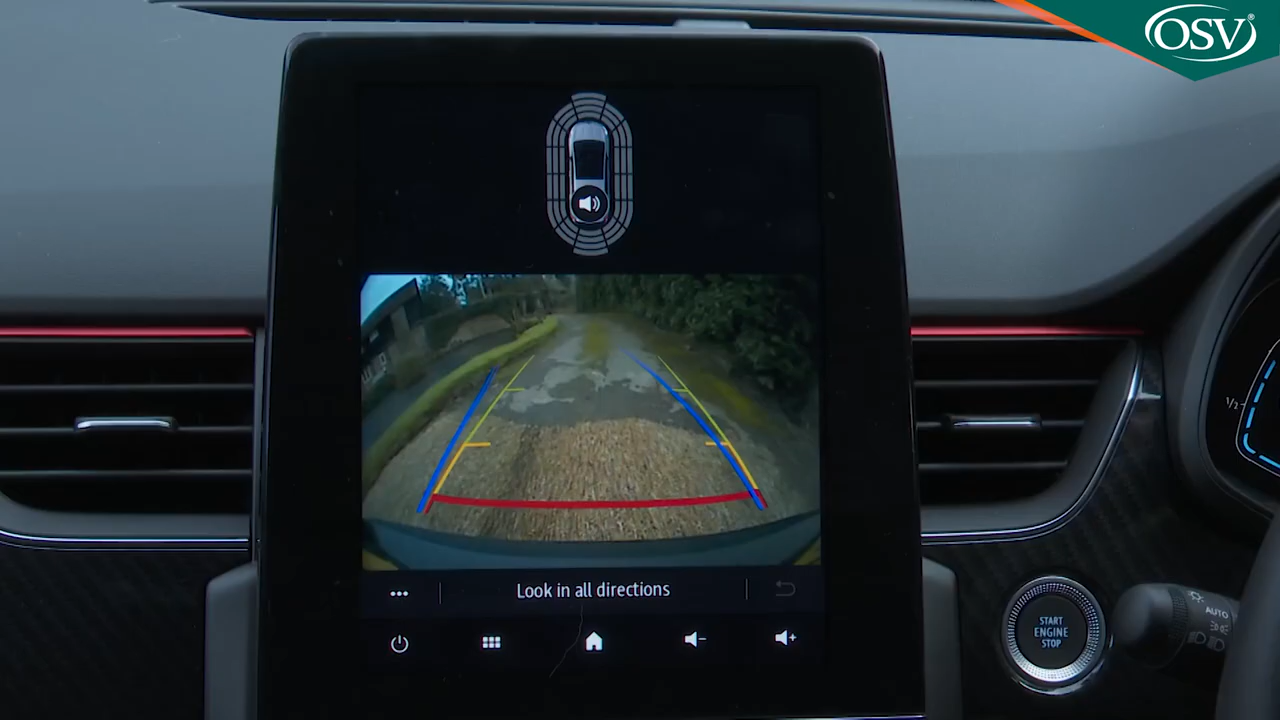 OSV®
½
Look in all directions
START
ENGINE
STOP
AUTO